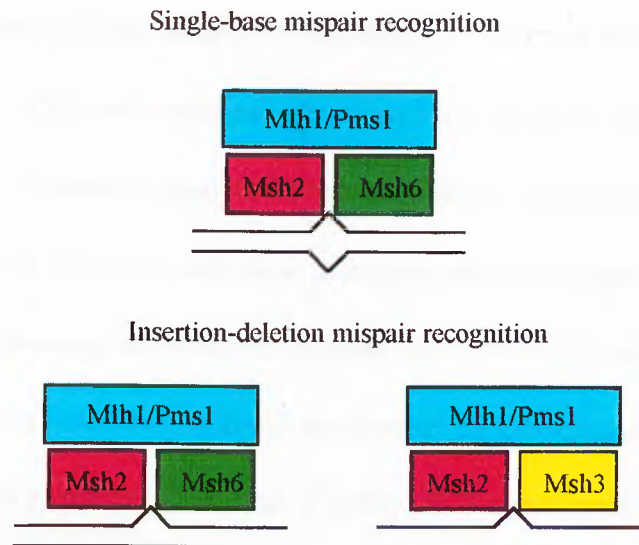 Single-base mispair recognition
Mlh1/Pms1
Msh2 Msh6
Insertion-deletion mispair recognition
Mlh1/Pms1 Mlh1/Pms1
Msh2 Msh6 Msh2 Msh3